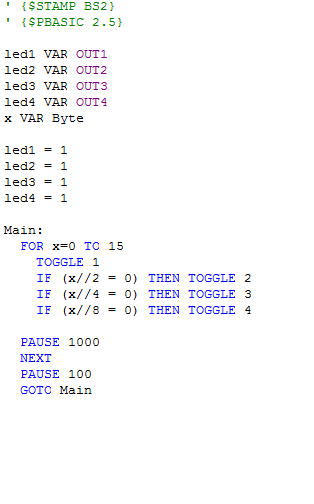 ' {$STAMP BS2}
' {$PBASIC 2.5}
led1 VAR OUT1
led2 VAR OUT2
led3 VAR OUT3
led4 VAR OUT4
x VAR Byte
led1 = 1
led2 = 1
led3 = 1
led4 = 1
Main:
FOR x=0 TO 15
TOGGLE 1
IF (x//2 = 0) THEN TOGGLE 2
IF (x//4 = 0) THEN TOGGLE 3
IF (x//8 = 0) THEN TOGGLE 4
PAUSE 1000
NEXT
PAUSE 100
GOTO Main